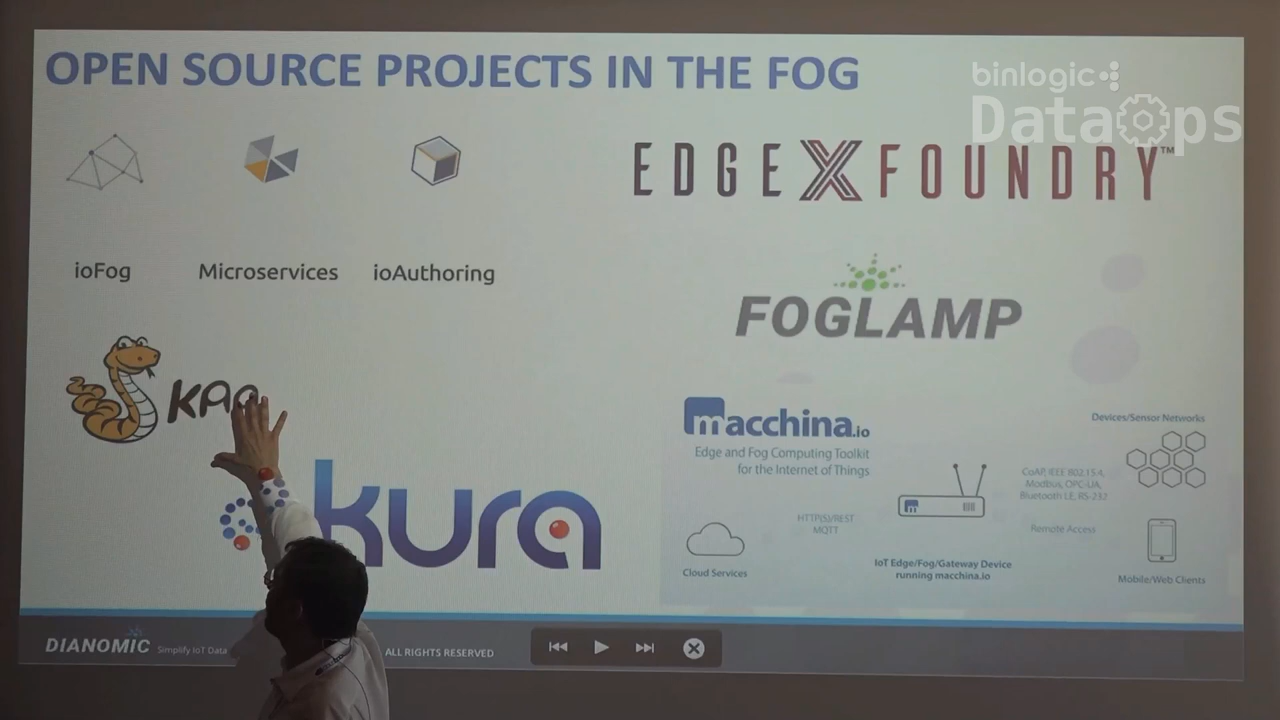 OPEN SOURCE PROJECTS IN THE FOG
binlogic
DataOps
EDGE X FOUNDRY™
ioFog
Microservices
ioAuthoring
FOGLAMP
macchina.io
Edge and Fog Computing Toolkit
for the Internet of Things
Devices/Sensor Networks
CoAP, IEEE 802.15.4,
Modbus, OPC-UA,
Bluetooth LE, RS-232
HTTP(S)/REST
MQTT
Remote Access
kura
Cloud Services
IoT Edge/Fog/Gateway Device
running macchina.io
Mobile/Web Clients
DIANOMIC
Simplify IoT Data
ALL RIGHTS RESERVED